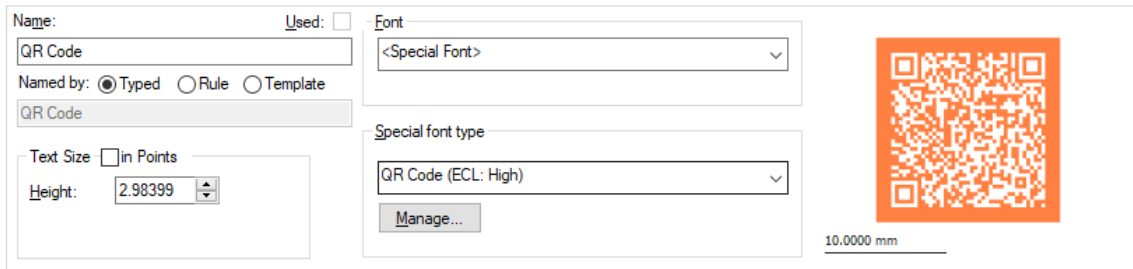 Name:
Used:
QR Code
Named by: Typed Rule Template
QR Code
Text Size in Points
Height: 2.98399
Font
<Special Font>
Special font type
QR Code (ECL: High)
Manage...
10.0000 mm